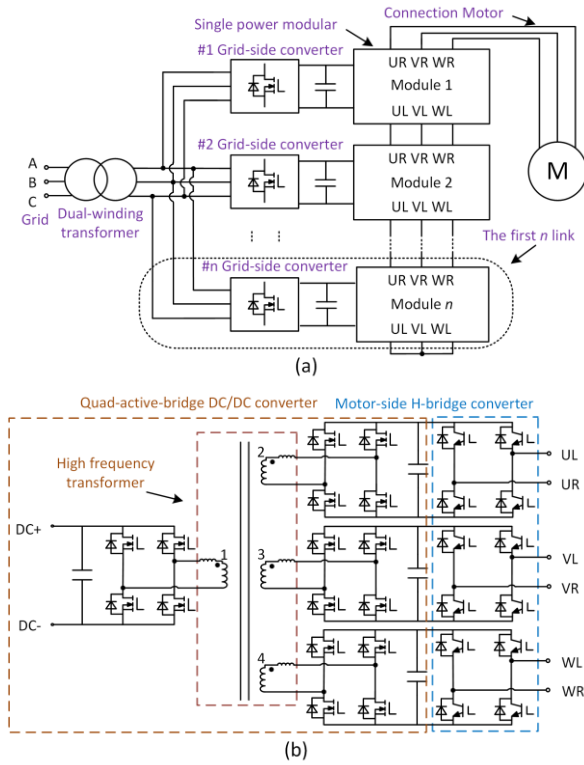 Single power modular
Connection Motor
#1 Grid-side converter
UR VR WR
Module 1
UL VL WL
#2 Grid-side converter
UR VR WR
Module 2
UL VL WL
A
B
C
Grid
Dual-winding
transformer
M
The first n link
#n Grid-side converter
UR VR WR
Module n
UL VL WL
(a)
Quad-active-bridge DC/DC converter
Motor-side H-bridge converter
High frequency
transformer
DC+
DC-
1
2
3
4
UL
UR
VL
VR
WL
WR
(b)